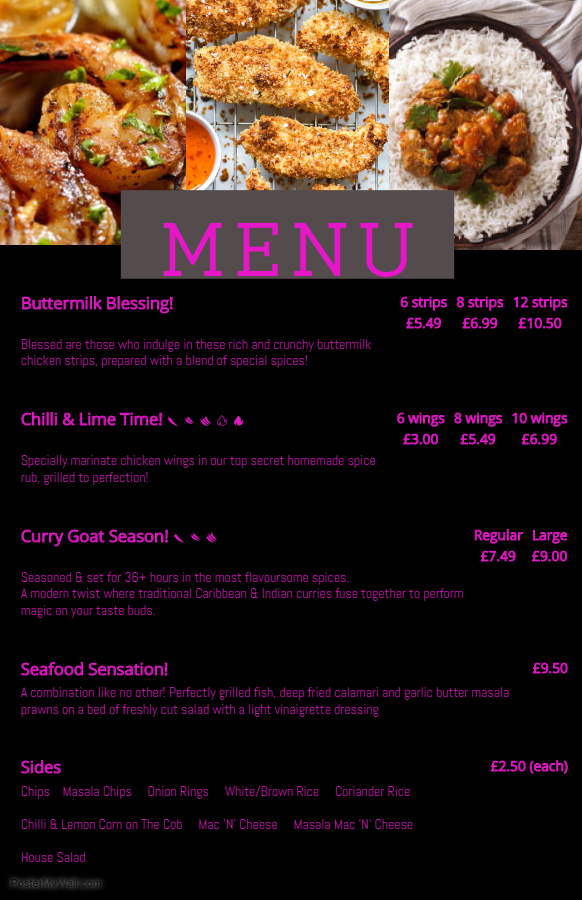 MENU
Buttermilk Blessing! 6 strips 8 strips 12 strips
£5.49 £6.99 £10.50
Blessed are those who indulge in these rich and crunchy buttermilk
chicken strips, prepared with a blend of special spices!
Chilli & Lime Time! 6 wings 8 wings 10 wings
£3.00 £5.49 £6.99
Specially marinate chicken wings in our top secret homemade spice
rub, grilled to perfection!
Curry Goat Season! Regular Large
£7.49 £9.00
Seasoned & set for 36+ hours in the most flavoursome spices.
A modern twist where traditional Caribbean & Indian curries fuse together to perform
magic on your taste buds.
Seafood Sensation! £9.50
A combination like no other! Perfectly grilled fish, deep fried calamari and garlic butter masala
prawns on a bed of freshly cut salad with a light vinaigrette dressing
Sides £2.50 (each)
Chips Masala Chips Onion Rings White/Brown Rice Coriander Rice
Chilli & Lemon Corn on The Cob Mac 'N' Cheese Masala Mac 'N' Cheese
House Salad
PosterMyWall.com